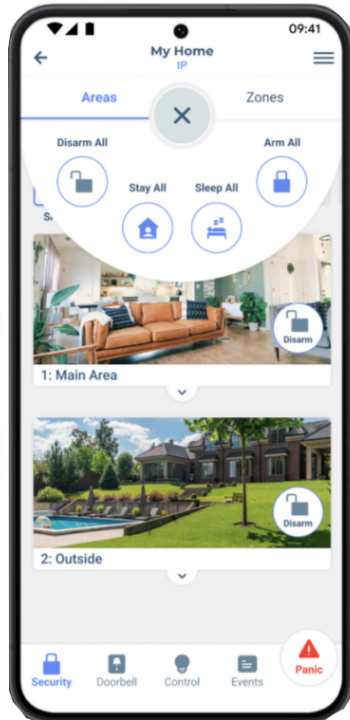 09:41
My Home
IP
Areas
Zones
Disarm All
Arm All
Stay All
Sleep All
Disarm
1: Main Area
Disarm
2: Outside
Security
Doorbell
Control
Events
Panic